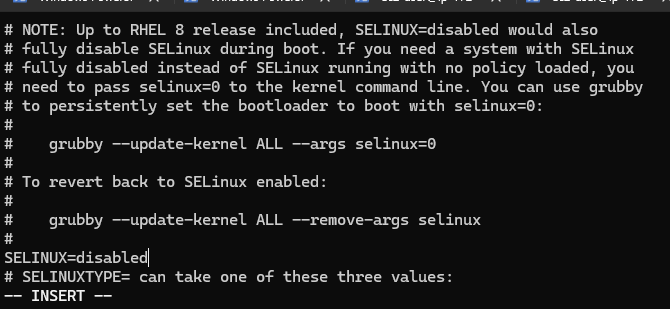 # NOTE: Up to RHEL 8 release included, SELINUX=disabled would also
# fully disable SELinux during boot. If you need a system with SELinux
# fully disabled instead of SELinux running with no policy loaded, you
# need to pass selinux=0 to the kernel command line. You can use grubby
# to persistently set the bootloader to boot with selinux=0:
#
#    grubby --update-kernel ALL --args selinux=0
#
# To revert back to SELinux enabled:
#
#    grubby --update-kernel ALL --remove-args selinux
#
SELINUX=disabled
# SELINUXTYPE= can take one of these three values:
-- INSERT --